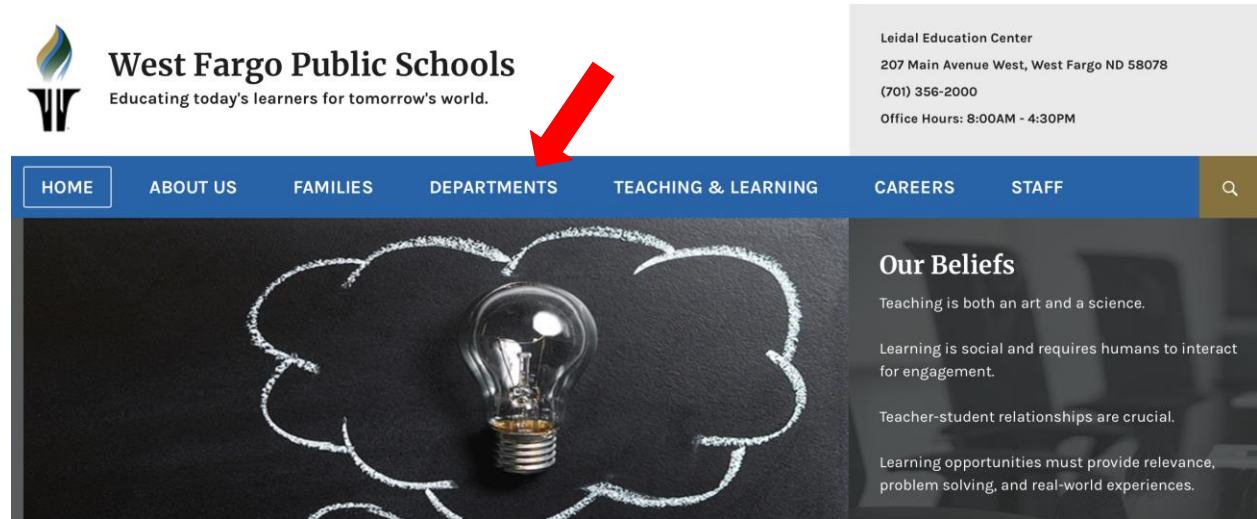 West Fargo Public Schools
Educating today's learners for tomorrow's world.
Leidal Education Center
207 Main Avenue West, West Fargo ND 58078
(701) 356-2000
Office Hours: 8:00AM - 4:30PM
HOME ABOUT US FAMILIES DEPARTMENTS TEACHING & LEARNING CAREERS STAFF
Our Beliefs
Teaching is both an art and a science.
Learning is social and requires humans to interact
for engagement.
Teacher-student relationships are crucial.
Learning opportunities must provide relevance,
problem solving, and real-world experiences.